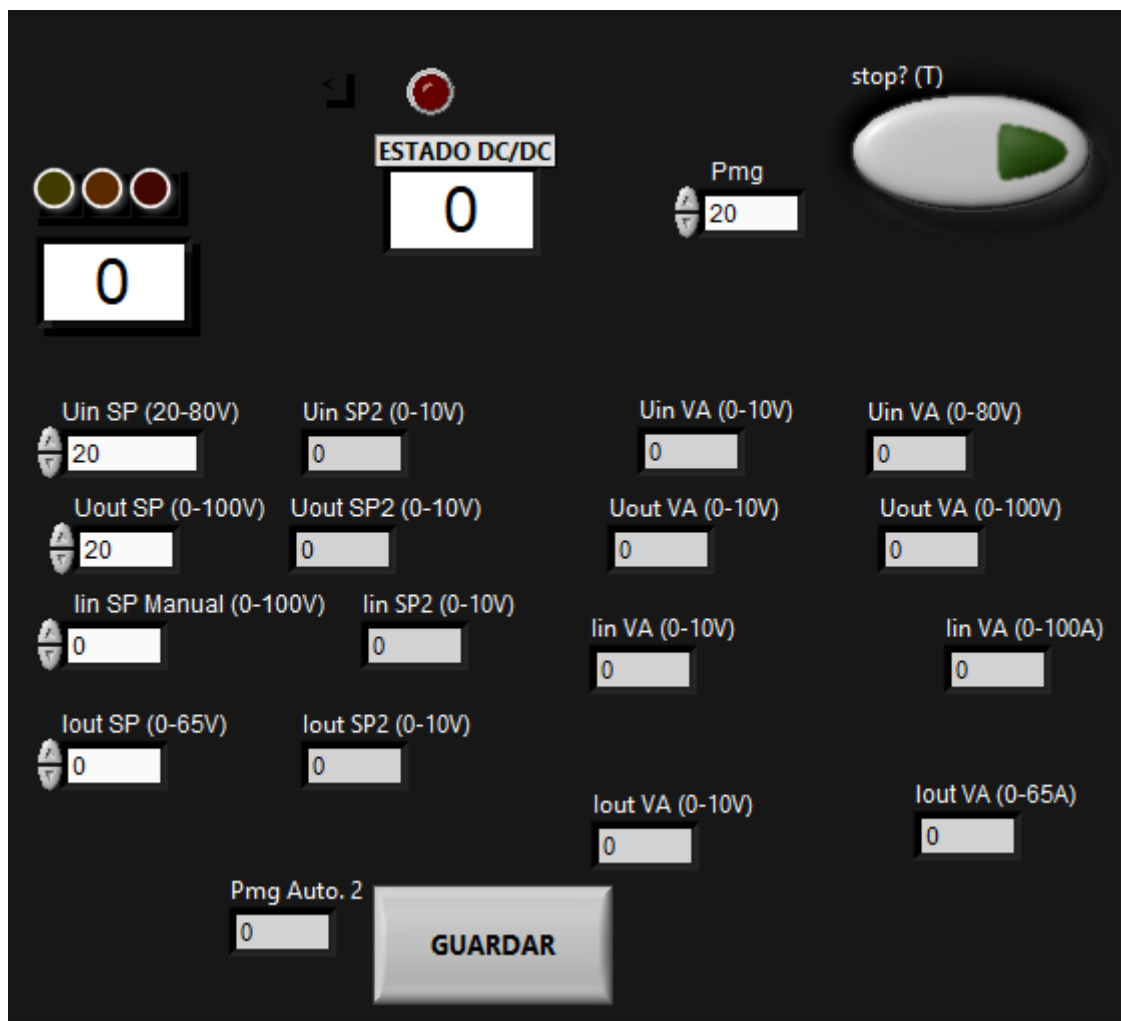 stop? (T)
<
ESTADO DC/DC
0
Pmg
20
0
Uin SP (20-80V)
20
Uin SP2 (0-10V)
0
Uin VA (0-10V)
0
Uin VA (0-80V)
0
Uout SP (0-100V)
20
Uout SP2 (0-10V)
0
Uout VA (0-10V)
0
Uout VA (0-100V)
0
Iin SP Manual (0-100V)
0
Iin SP2 (0-10V)
0
Iin VA (0-10V)
0
Iin VA (0-100A)
0
Iout SP (0-65V)
0
Iout SP2 (0-10V)
0
Iout VA (0-10V)
0
Iout VA (0-65A)
0
Pmg Auto. 2
0
GUARDAR